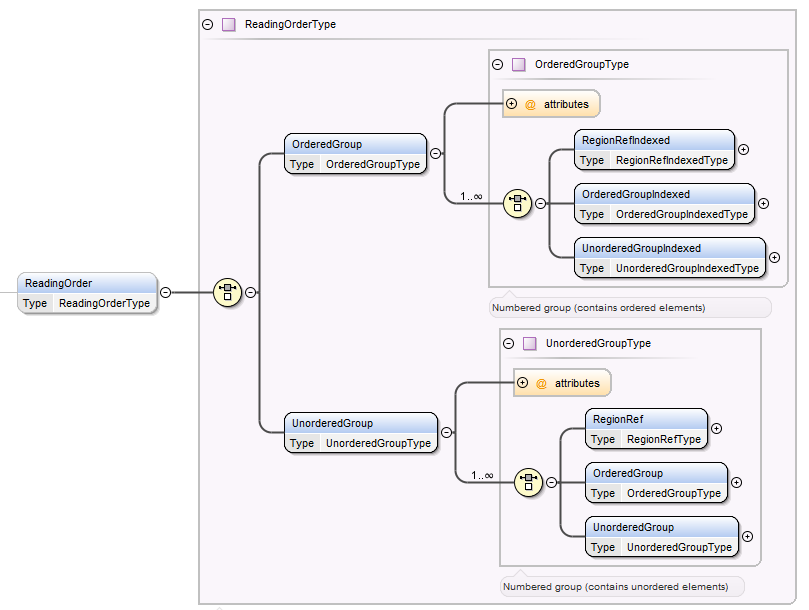 ReadingOrderType
OrderedGroupType
@ attributes
OrderedGroup
Type OrderedGroupType
RegionRefIndexed
Type RegionRefIndexedType
1..∞
OrderedGroupIndexed
Type OrderedGroupIndexedType
UnorderedGroupIndexed
Type UnorderedGroupIndexedType
ReadingOrder
Type ReadingOrderType
Numbered group (contains ordered elements)
UnorderedGroupType
@ attributes
UnorderedGroup
Type UnorderedGroupType
RegionRef
Type RegionRefType
1..∞
OrderedGroup
Type OrderedGroupType
UnorderedGroup
Type UnorderedGroupType
Numbered group (contains unordered elements)